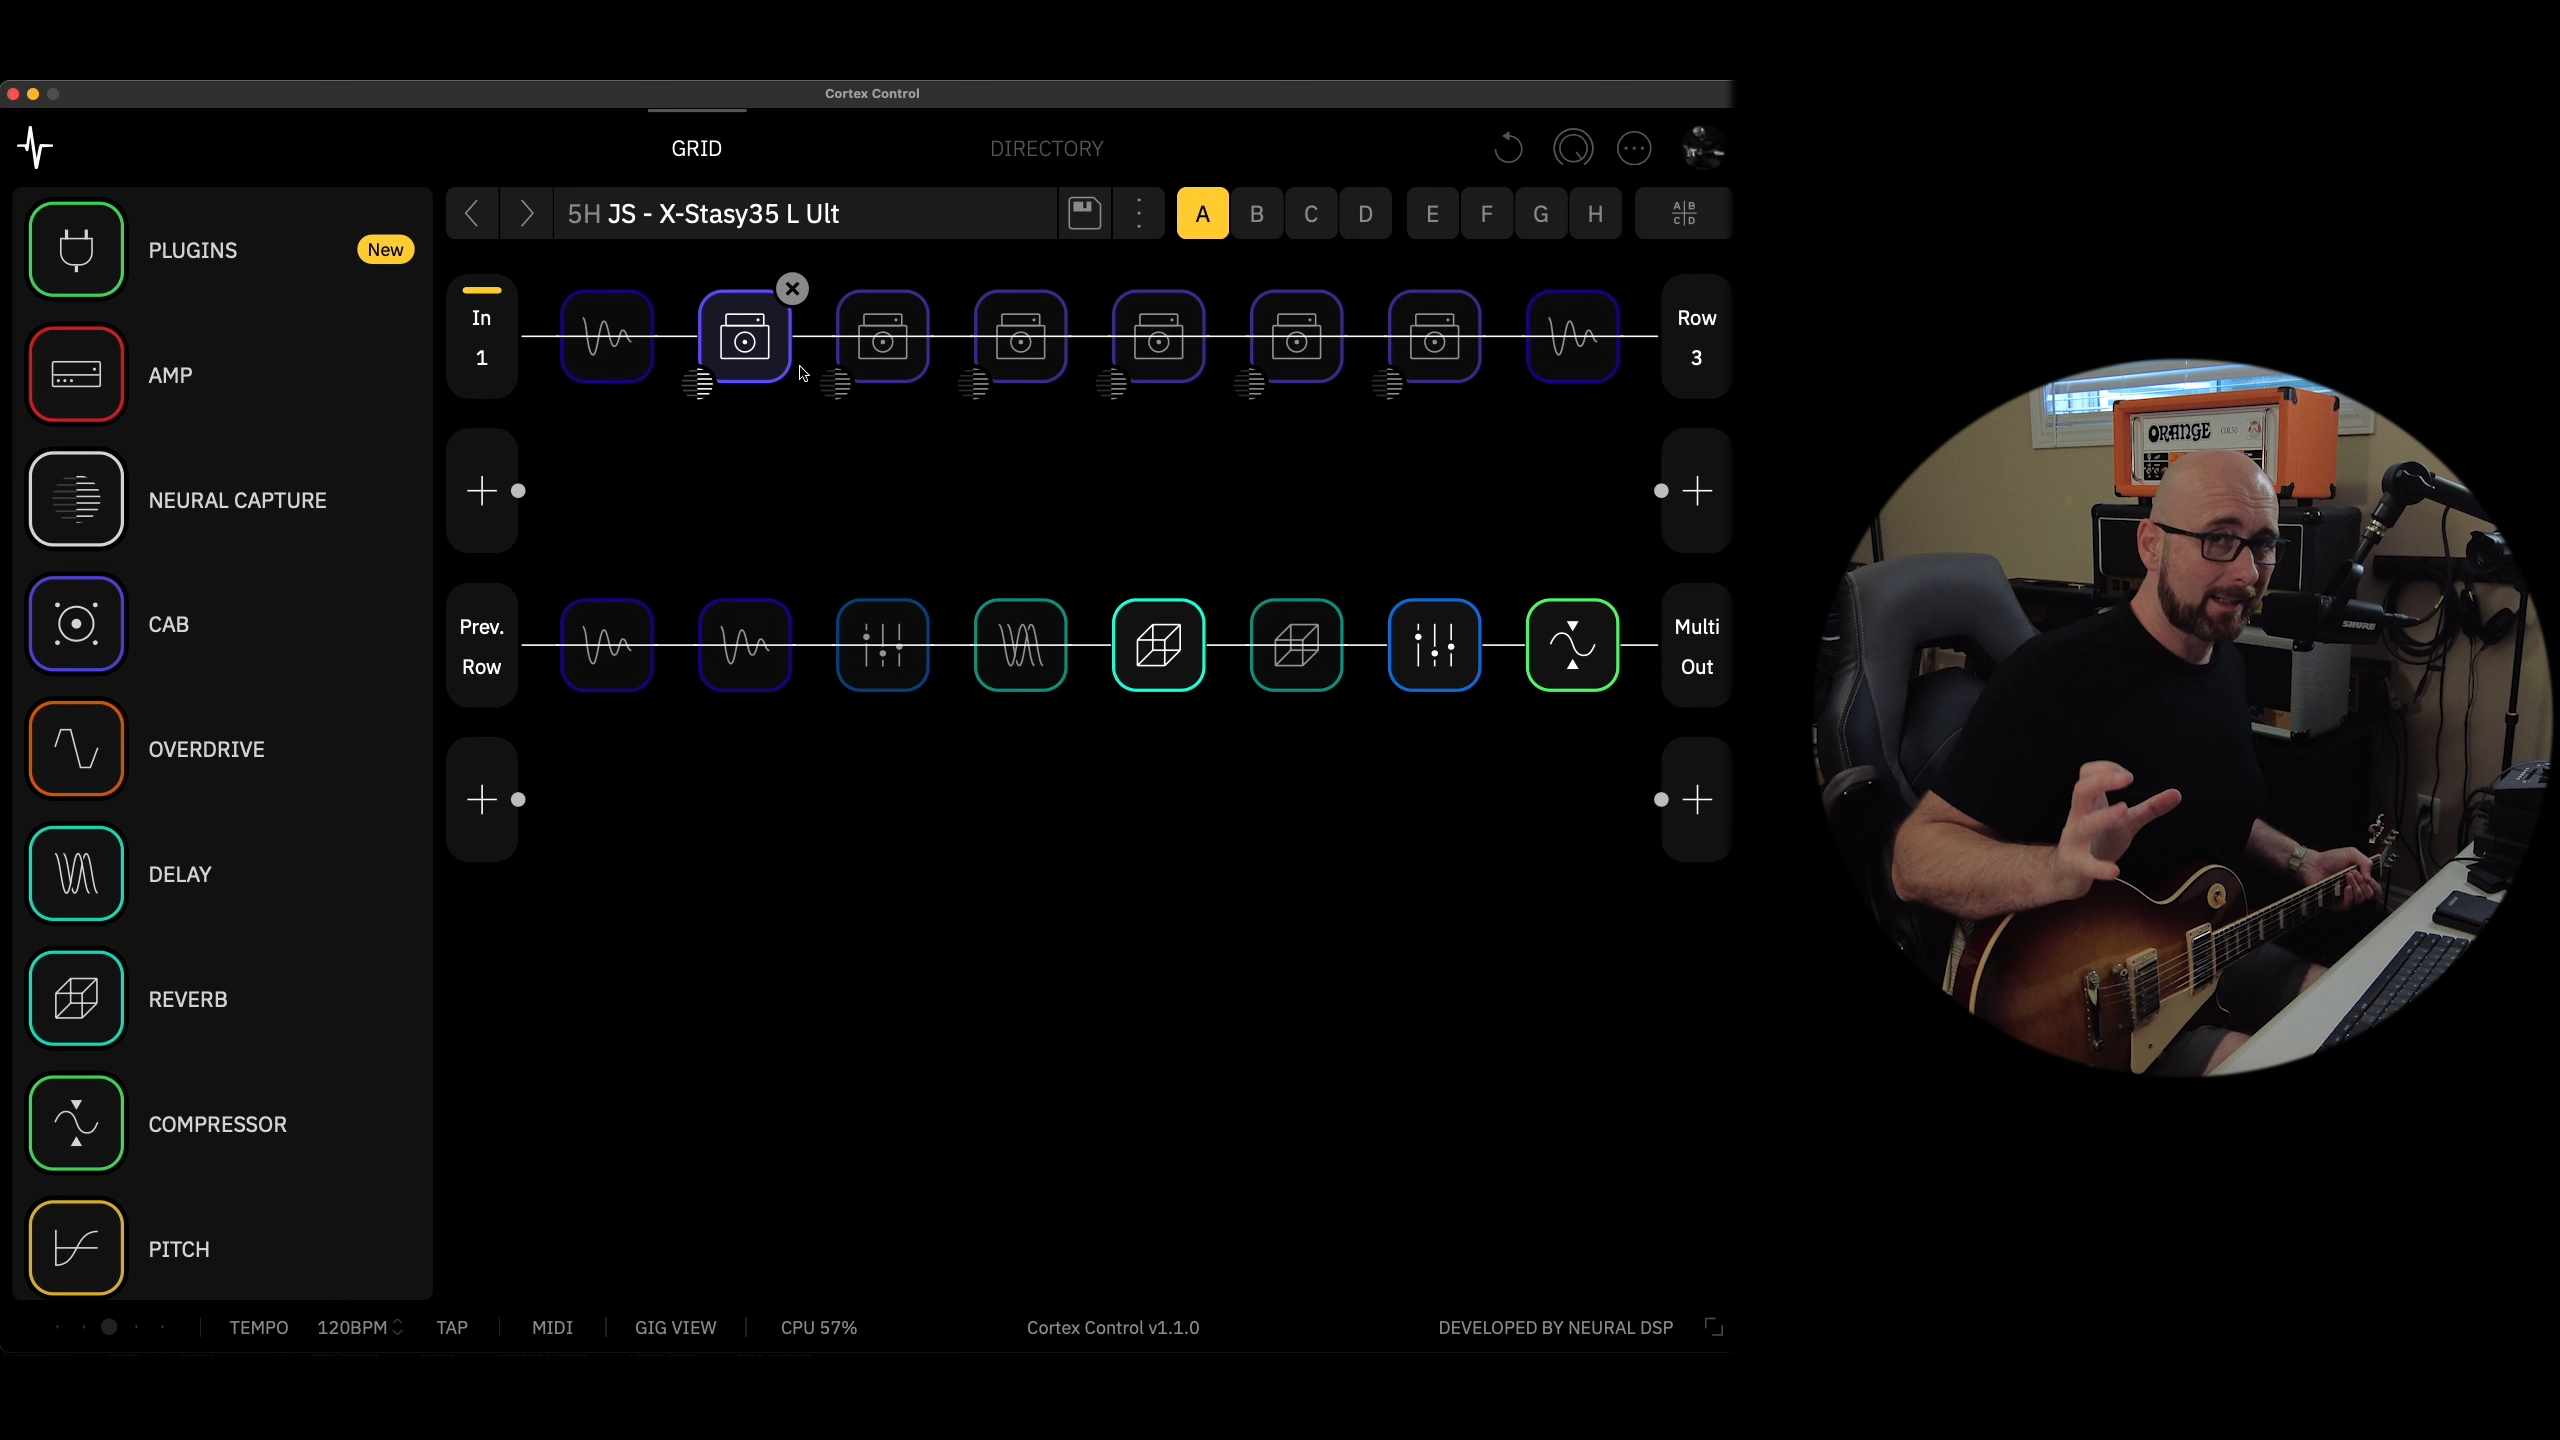 Cortex Control
GRID
DIRECTORY
5H JS - X-Stasy35 L Ult
A
B
C
D
E
F
G
H
A B
C D
PLUGINS
New
AMP
NEURAL CAPTURE
CAB
OVERDRIVE
DELAY
REVERB
COMPRESSOR
PITCH
In
1
Row
3
Prev.
Row
Multi
Out
TEMPO
120BPM
TAP
MIDI
GIG VIEW
CPU 57%
Cortex Control v1.1.0
DEVELOPED BY NEURAL DSP
ORANGE
OR50
SHURE